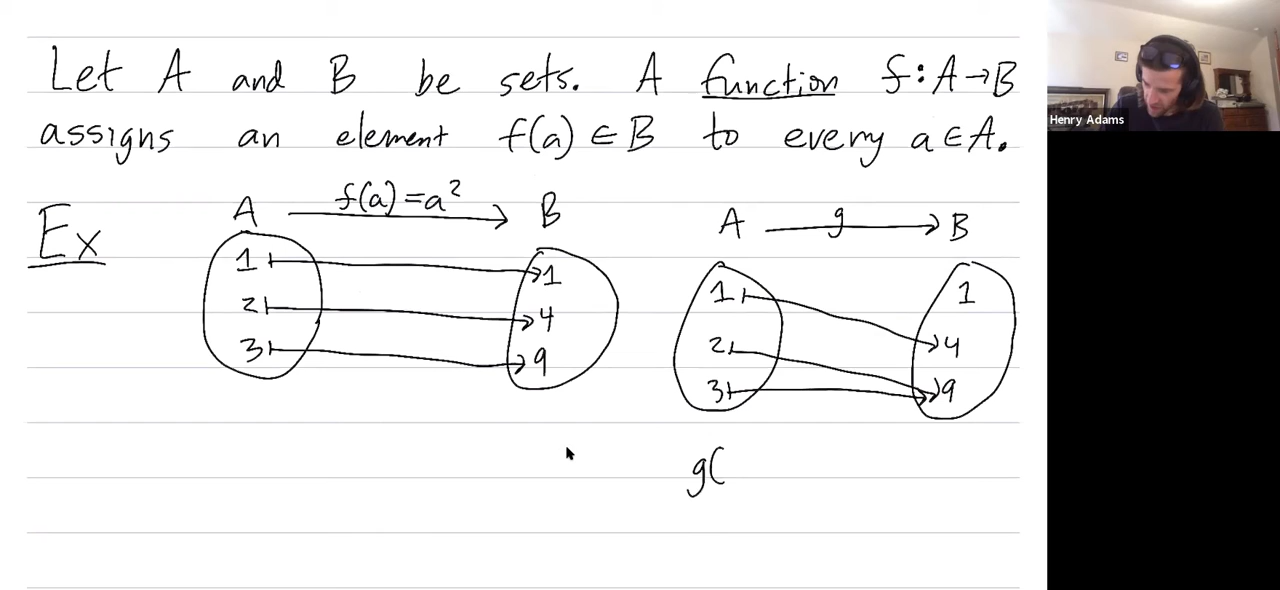 Let A and B be sets. A function f: A→B
assigns an element f(a) ∈ B to every a∈A.
Ex
A f(a)=a² B
1 1
2 4
3 9
A g B
1 1
2 4
3 9
g(
Henry Adams